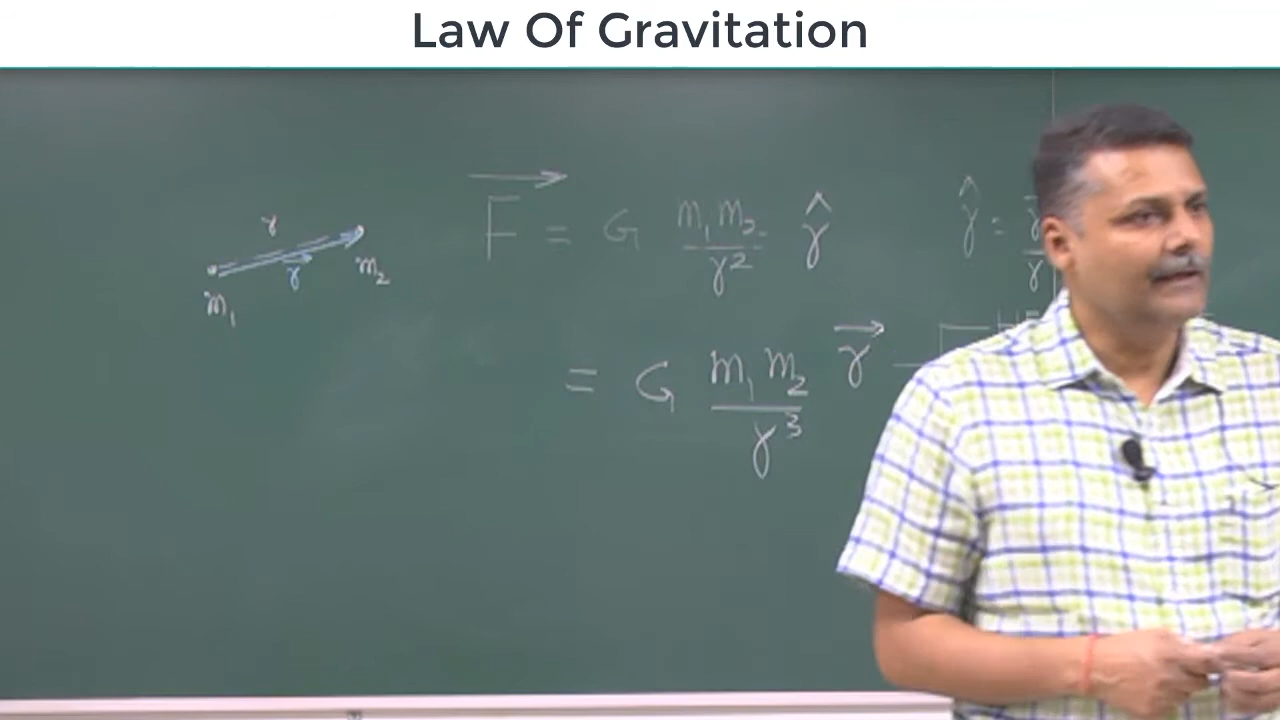 Law Of Gravitation
r
r⃗
m₁
m₂
F⃗ = G m₁m₂/r² r̂
r̂ = r⃗/r
= G m₁m₂/r³ r⃗